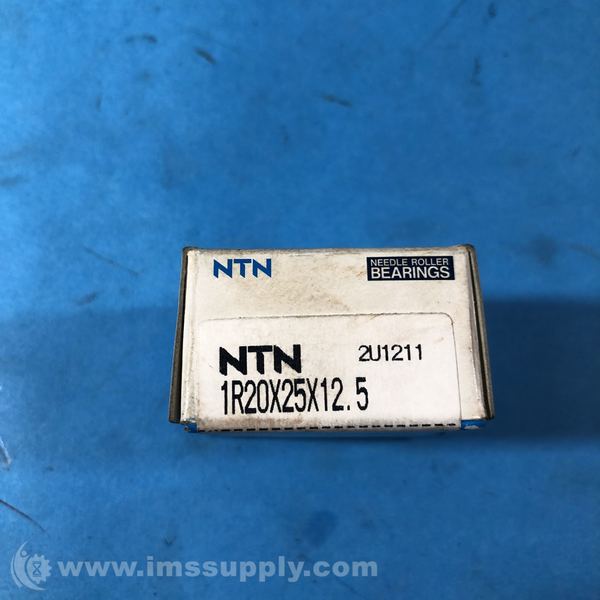 NTN
NEEDLE ROLLER
BEARINGS
NTN 2U1211
1R20X25X12.5
www.imssupply.com